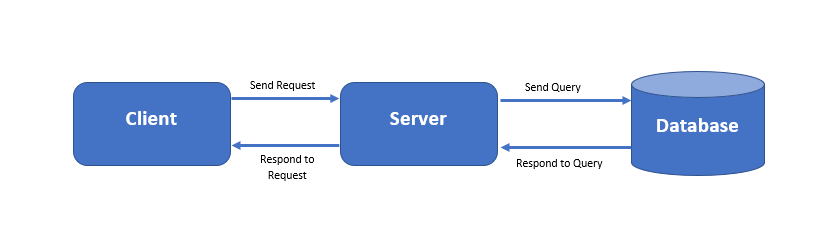 Send Request
Send Query
Client
Server
Database
Respond to
Request
Respond to Query